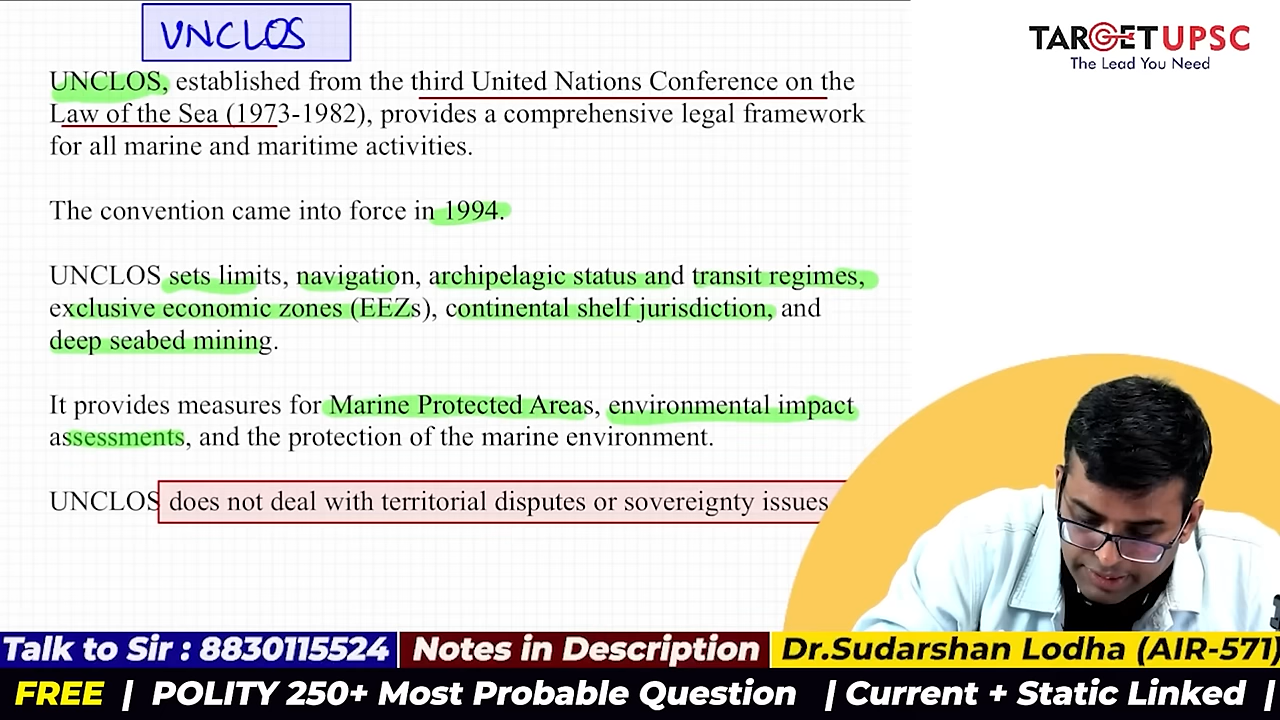 UNCLOS
TARGETUPSC
The Lead You Need
UNCLOS, established from the third United Nations Conference on the
Law of the Sea (1973-1982), provides a comprehensive legal framework
for all marine and maritime activities.
The convention came into force in 1994.
UNCLOS sets limits, navigation, archipelagic status and transit regimes,
exclusive economic zones (EEZs), continental shelf jurisdiction, and
deep seabed mining.
It provides measures for Marine Protected Areas, environmental impact
assessments, and the protection of the marine environment.
UNCLOS does not deal with territorial disputes or sovereignty issues
Talk to Sir : 8830115524 Notes in Description Dr.Sudarshan Lodha (AIR-571)
FREE | POLITY 250+ Most Probable Question | Current + Static Linked |